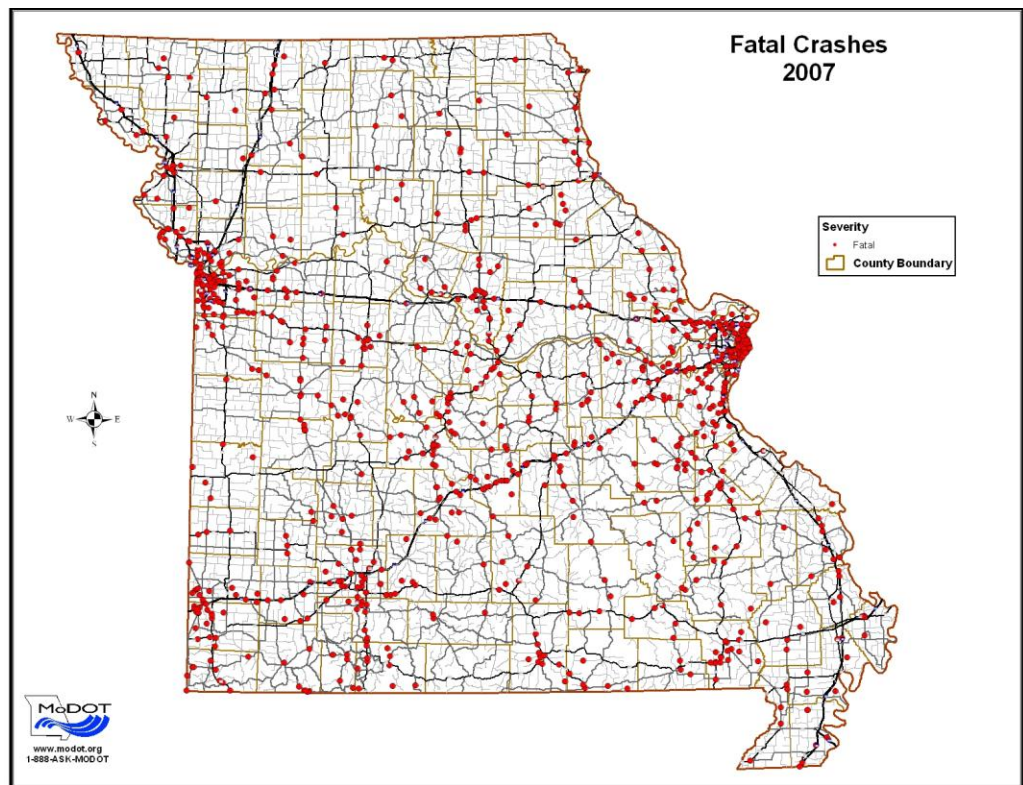 Fatal Crashes
2007
Severity
Fatal
County Boundary
N
W E
S
MoDOT
www.modot.org
1-888-ASK-MODOT